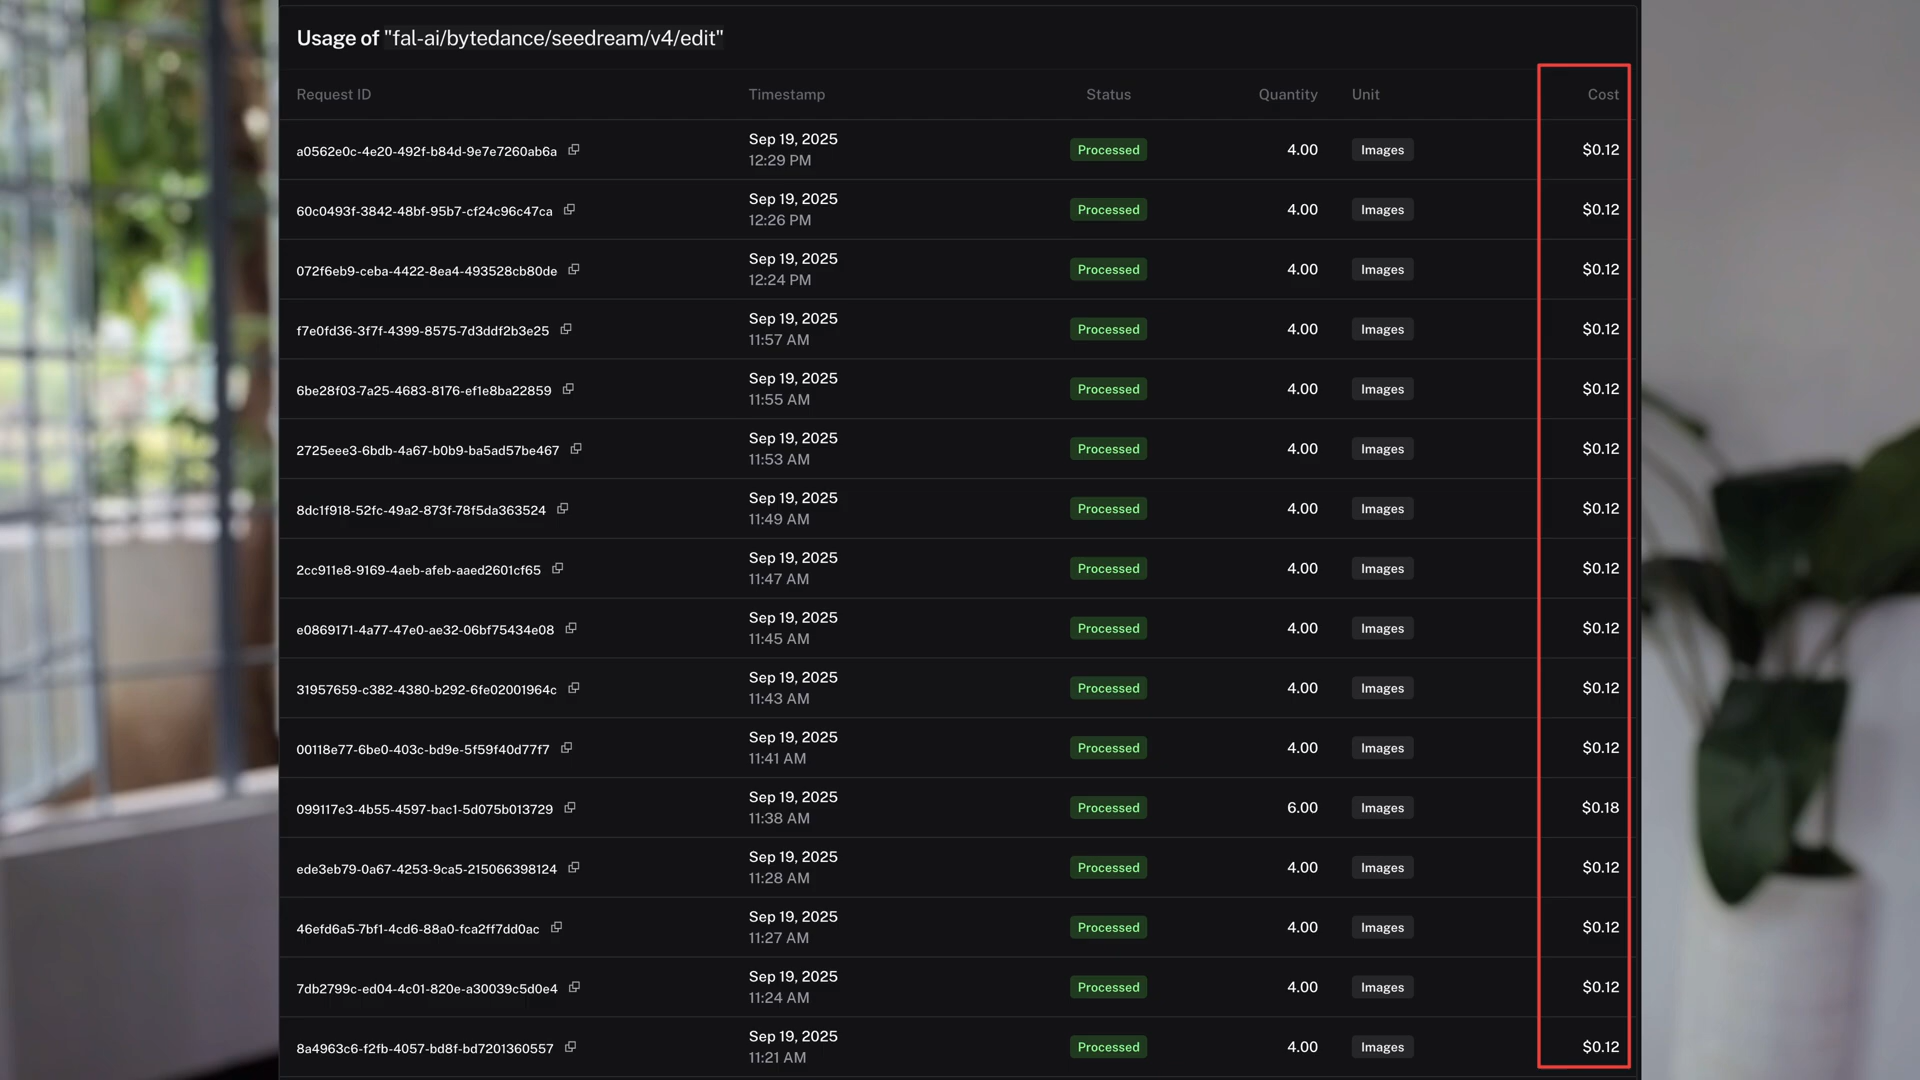 Usage of "fal-ai/bytedance/seedream/v4/edit"
Request ID Timestamp Status Quantity Unit Cost
a0562e0c-4e20-492f-b84d-9e7e7260ab6a Sep 19, 2025 12:29 PM Processed 4.00 Images $0.12
60c0493f-3842-48bf-95b7-cf24c96c47ca Sep 19, 2025 12:26 PM Processed 4.00 Images $0.12
072f6eb9-ceba-4422-8ea4-493528cb80de Sep 19, 2025 12:24 PM Processed 4.00 Images $0.12
f7e0fd36-3f7f-4399-8575-7d3ddf2b3e25 Sep 19, 2025 11:57 AM Processed 4.00 Images $0.12
6be28f03-7a25-4683-8176-ef1e8ba22859 Sep 19, 2025 11:55 AM Processed 4.00 Images $0.12
2725eee3-6bdb-4a67-b0b9-ba5ad57be467 Sep 19, 2025 11:53 AM Processed 4.00 Images $0.12
8dc1f918-52fc-49a2-873f-78f5da363524 Sep 19, 2025 11:49 AM Processed 4.00 Images $0.12
2cc911e8-9169-4aeb-afeb-aaed2601cf65 Sep 19, 2025 11:47 AM Processed 4.00 Images $0.12
e0869171-4a77-47e0-ae32-06bf75434e08 Sep 19, 2025 11:45 AM Processed 4.00 Images $0.12
31957659-c382-4380-b292-6fe02001964c Sep 19, 2025 11:43 AM Processed 4.00 Images $0.12
00118e77-6be0-403c-bd9e-5f59f40d77f7 Sep 19, 2025 11:41 AM Processed 4.00 Images $0.12
099117e3-4b55-4597-bac1-5d075b013729 Sep 19, 2025 11:38 AM Processed 6.00 Images $0.18
ede3eb79-0a67-4253-9ca5-215066398124 Sep 19, 2025 11:28 AM Processed 4.00 Images $0.12
46efd6a5-7bf1-4cd6-88a0-fca2ff7dd0ac Sep 19, 2025 11:27 AM Processed 4.00 Images $0.12
7db2799c-ed04-4c01-820e-a30039c5d0e4 Sep 19, 2025 11:24 AM Processed 4.00 Images $0.12
8a4963c6-f2fb-4057-bd8f-bd7201360557 Sep 19, 2025 11:21 AM Processed 4.00 Images $0.12